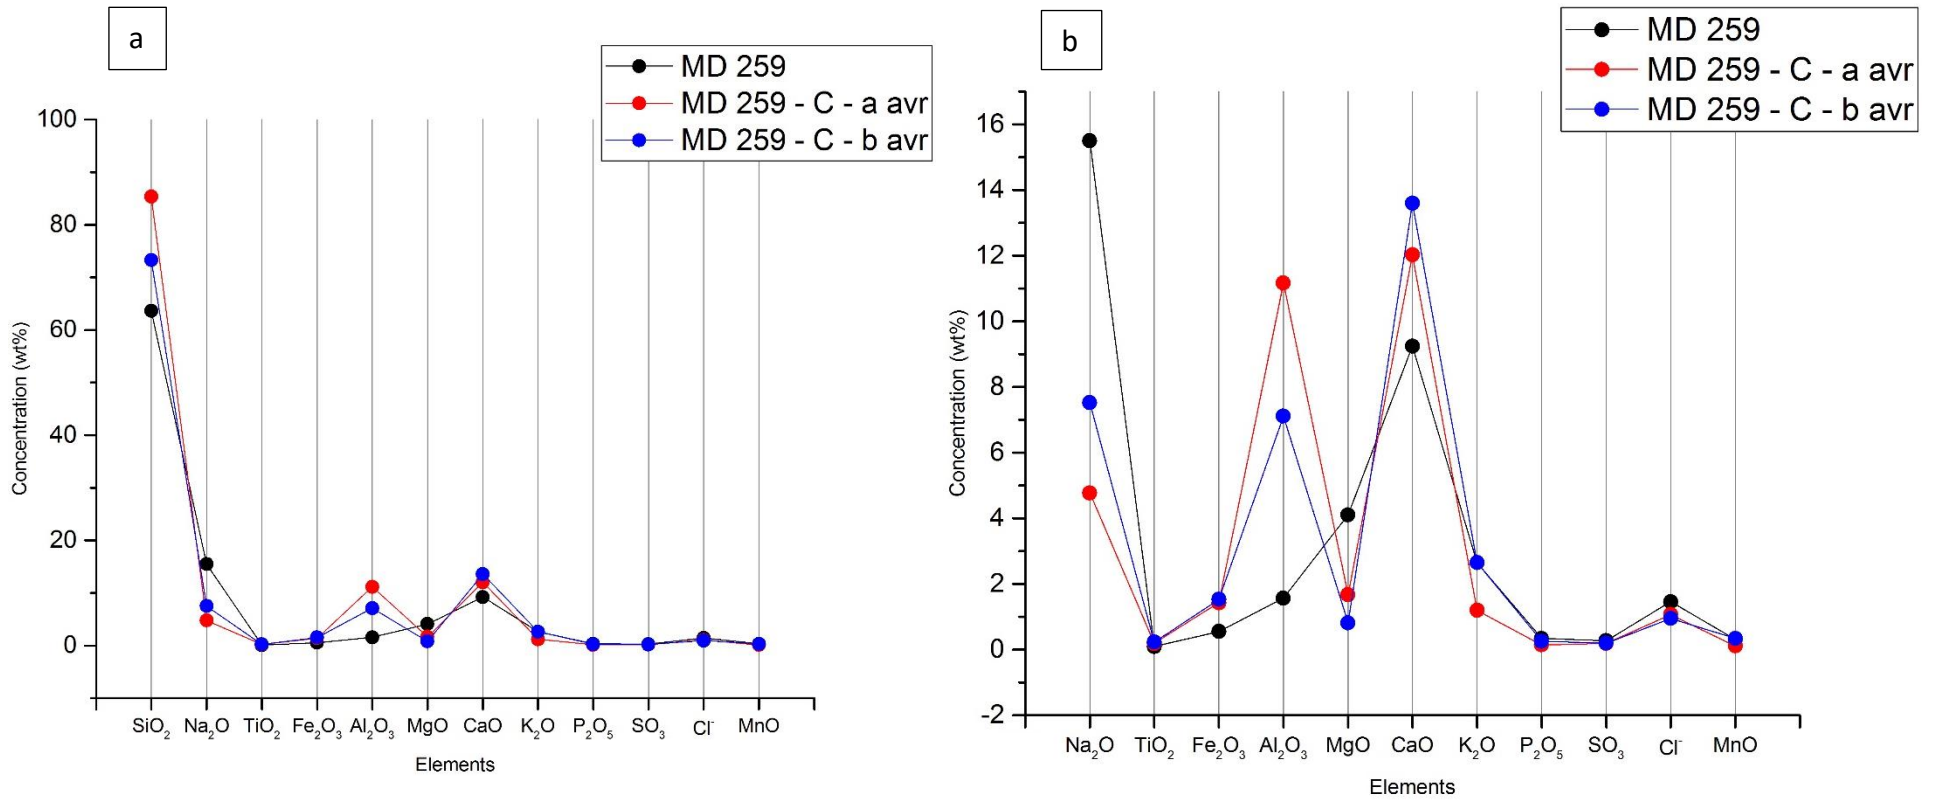 a
MD 259
MD 259 - C - a avr
MD 259 - C - b avr
100
80
60
40
20
0
Concentration (wt%)
SiO₂ Na₂O TiO₂ Fe₂O₃ Al₂O₃ MgO CaO K₂O P₂O₅ SO₃ Cl⁻ MnO
Elements
b
MD 259
MD 259 - C - a avr
MD 259 - C - b avr
16
14
12
10
8
6
4
2
0
-2
Concentration (wt%)
Na₂O TiO₂ Fe₂O₃ Al₂O₃ MgO CaO K₂O P₂O₅ SO₃ Cl⁻ MnO
Elements